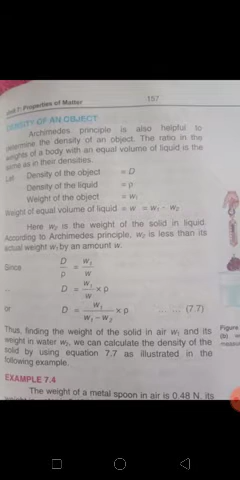 Unit 7: Properties of Matter
157
DENSITY OF AN OBJECT
Archimedes principle is also helpful to
determine the density of an object. The ratio in the
weights of a body with an equal volume of liquid is the
same as in their densities.
Let Density of the object = D
Density of the liquid = ρ
Weight of the object = w₁
Weight of equal volume of liquid = w = w₁ - w₂
Here w₂ is the weight of the solid in liquid.
According to Archimedes principle, w₂ is less than its
actual weight w₁ by an amount w.
Since D/ρ = w₁/w
∴ D = w₁/w × ρ
or D = w₁/(w₁ - w₂) × ρ ... ... (7.7)
Thus, finding the weight of the solid in air w₁ and its
weight in water w₂, we can calculate the density of the
solid by using equation 7.7 as illustrated in the
following example.
Figure
(b) w
measu
EXAMPLE 7.4
The weight of a metal spoon in air is 0.48 N. its